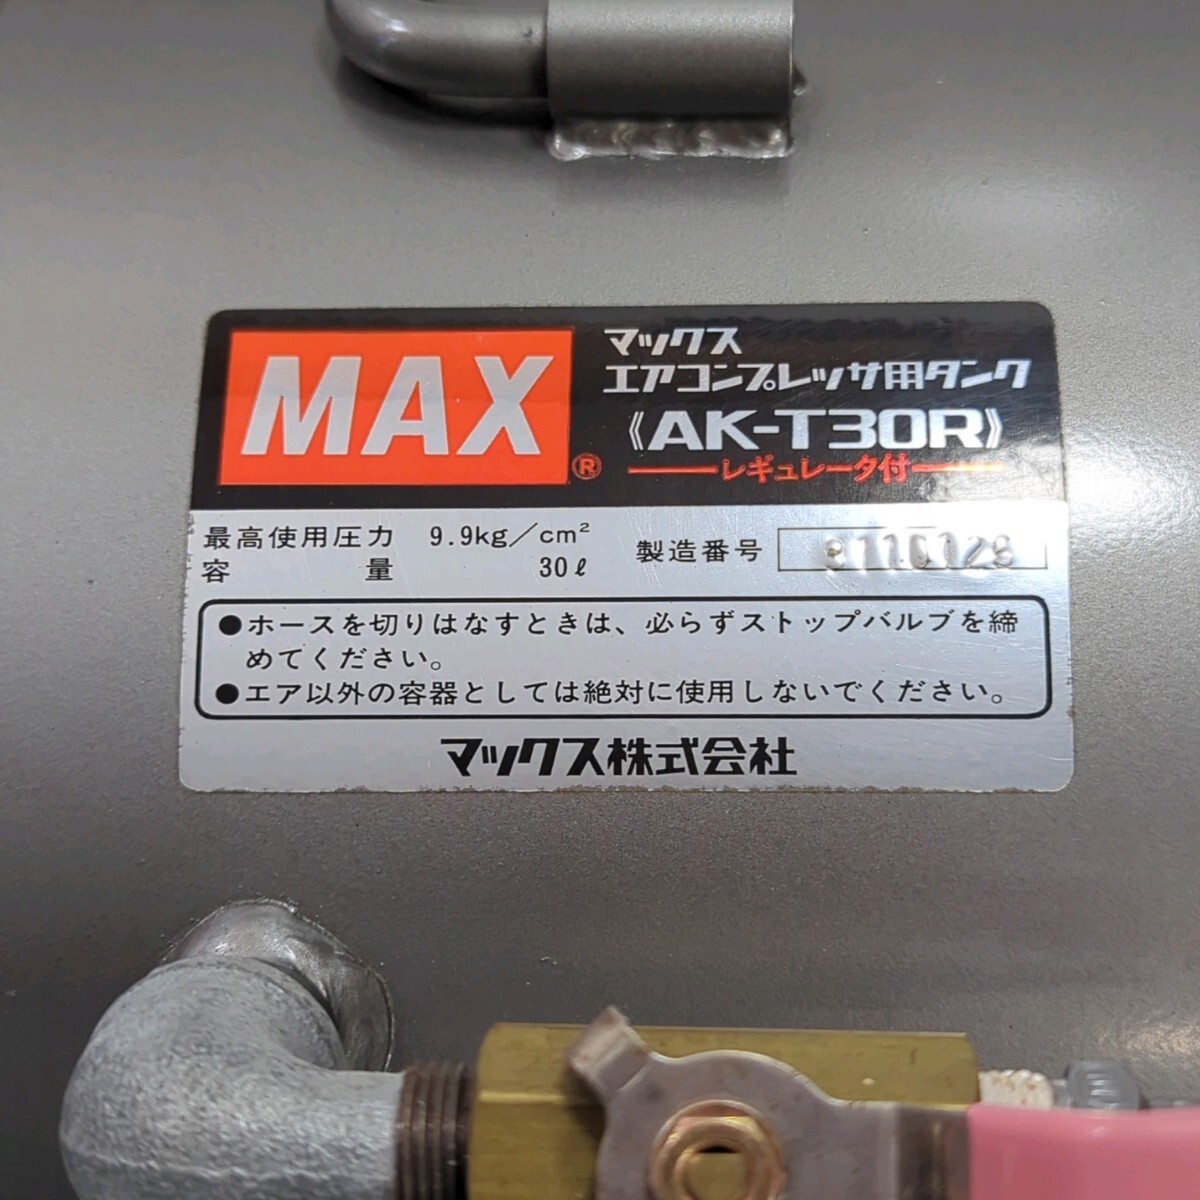 MAX®
マックス
エアコンプレッサ用タンク
《AK-T30R》
レギュレータ付
最高使用圧力 9.9kg／cm²
容量 30ℓ
製造番号
●ホースを切りはなすときは、必らずストップバルブを締
めてください。
●エア以外の容器としては絶対に使用しないでください。
マックス株式会社